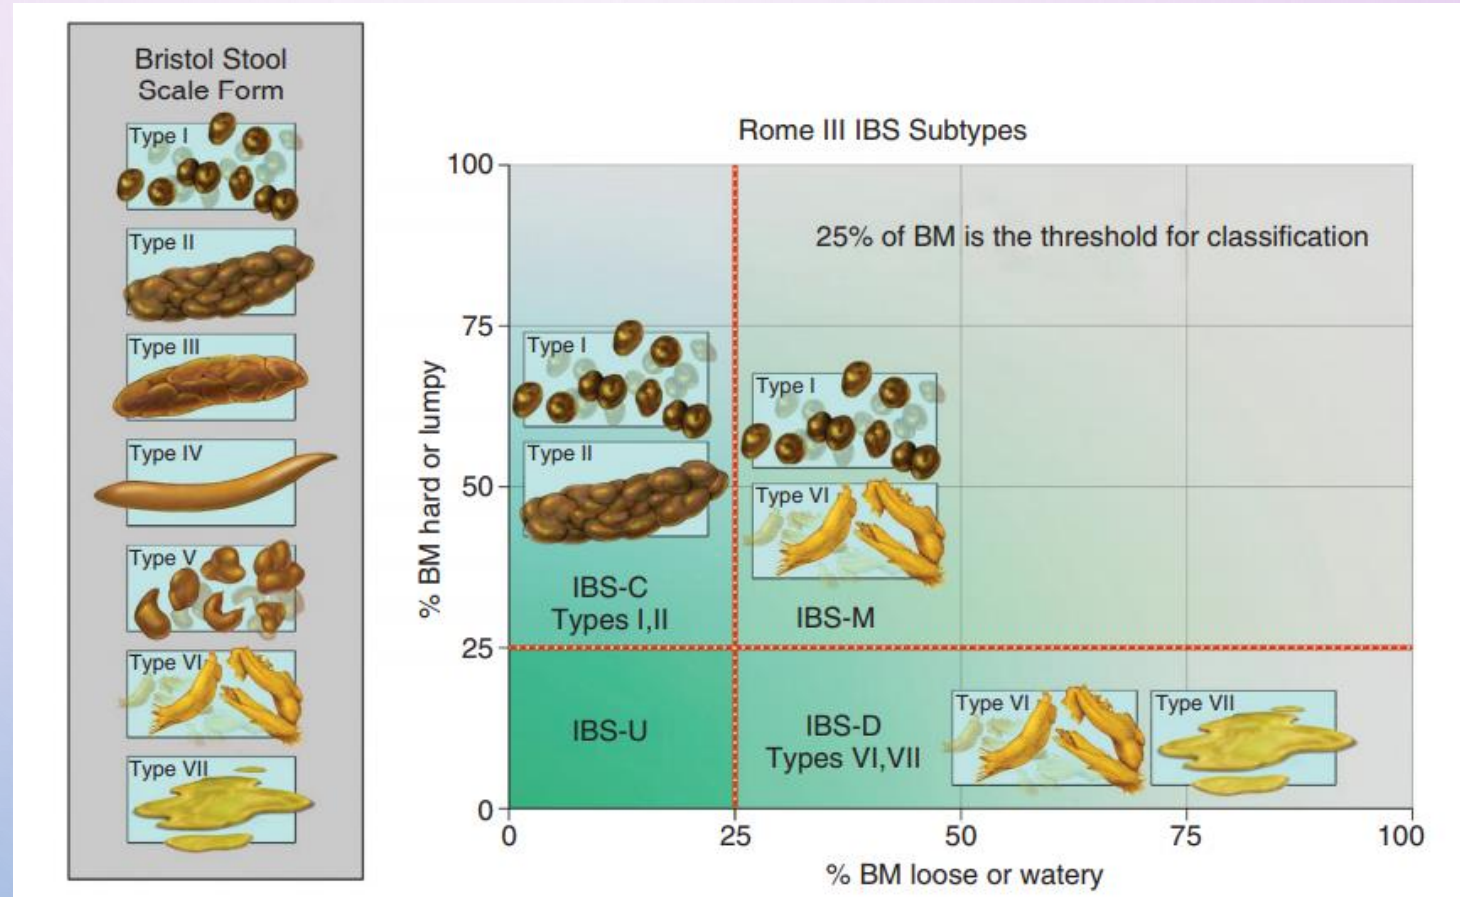 Bristol Stool
Scale Form
Type I
Type II
Type III
Type IV
Type V
Type VI
Type VII
Rome III IBS Subtypes
100
75
50
25
0
% BM hard or lumpy
25% of BM is the threshold for classification
Type I
Type II
IBS-C
Types I,II
Type I
Type VI
IBS-M
IBS-U
IBS-D
Types VI,VII
Type VI
Type VII
0
25
50
75
100
% BM loose or watery